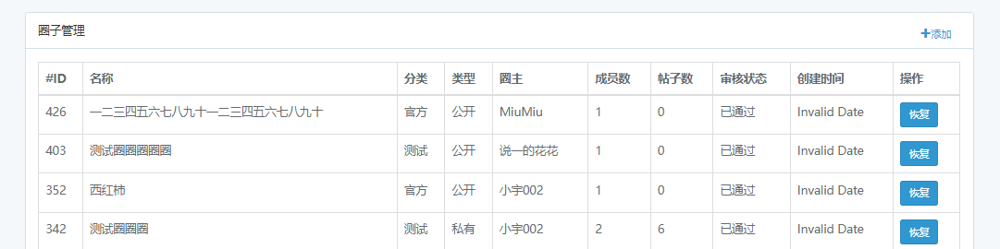 圈子管理
+添加
#ID 名称 分类 类型 圈主 成员数 帖子数 审核状态 创建时间 操作
426 一二三四五六七八九十一二三四五六七八九十 官方 公开 MiuMiu 1 0 已通过 Invalid Date 恢复
403 测试圈圈圈圈圈 测试 公开 说一的花花 1 0 已通过 Invalid Date 恢复
352 西红柿 官方 公开 小宇002 1 0 已通过 Invalid Date 恢复
342 测试圈圈圈 测试 私有 小宇002 2 6 已通过 Invalid Date 恢复